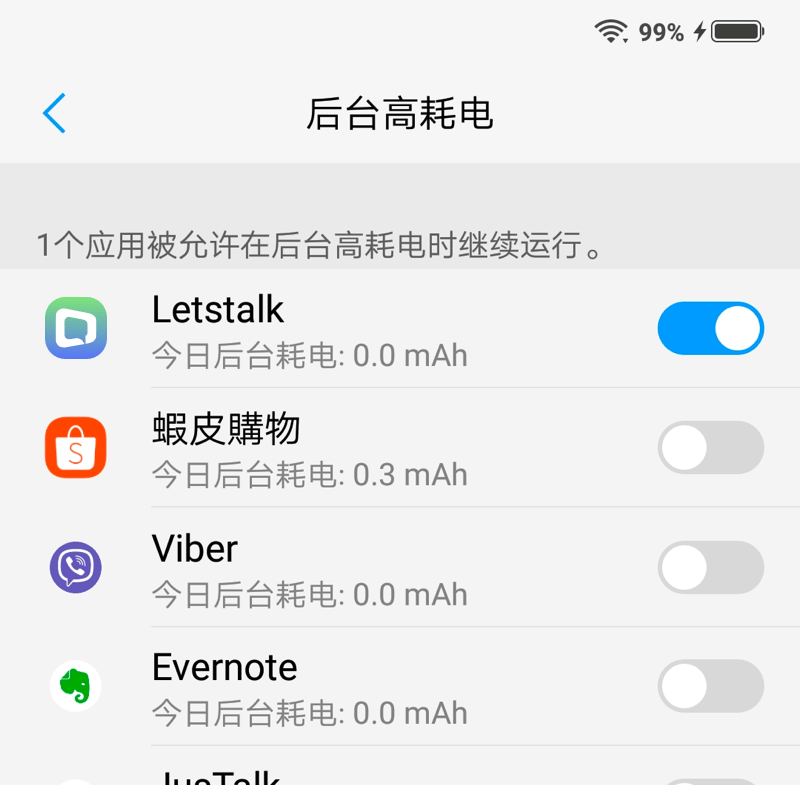 99%
后台高耗电
1个应用被允许在后台高耗电时继续运行。
Letstalk
今日后台耗电: 0.0 mAh
蝦皮購物
S
今日后台耗电: 0.3 mAh
Viber
今日后台耗电: 0.0 mAh
Evernote
今日后台耗电: 0.0 mAh
JusTalk